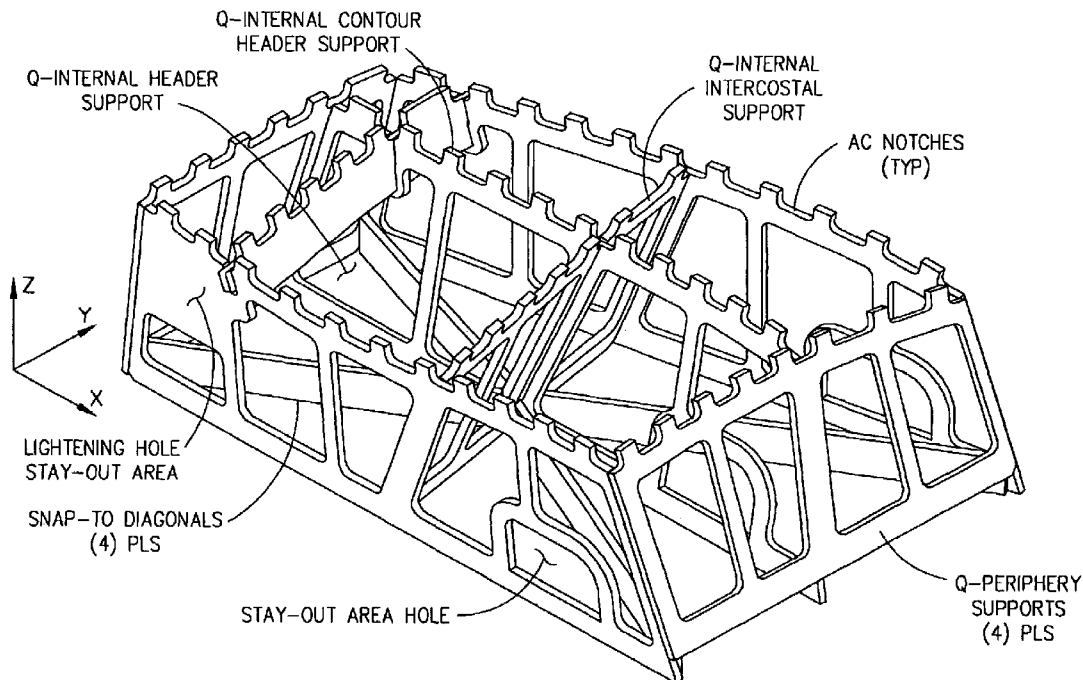 Q-INTERNAL CONTOUR
HEADER SUPPORT
Q-INTERNAL HEADER
SUPPORT
Q-INTERNAL
INTERCOSTAL
SUPPORT
AC NOTCHES
(TYP)
Z
Y
X
LIGHTENING HOLE
STAY-OUT AREA
SNAP-TO DIAGONALS
(4) PLS
STAY-OUT AREA HOLE
Q-PERIPHERY
SUPPORTS
(4) PLS